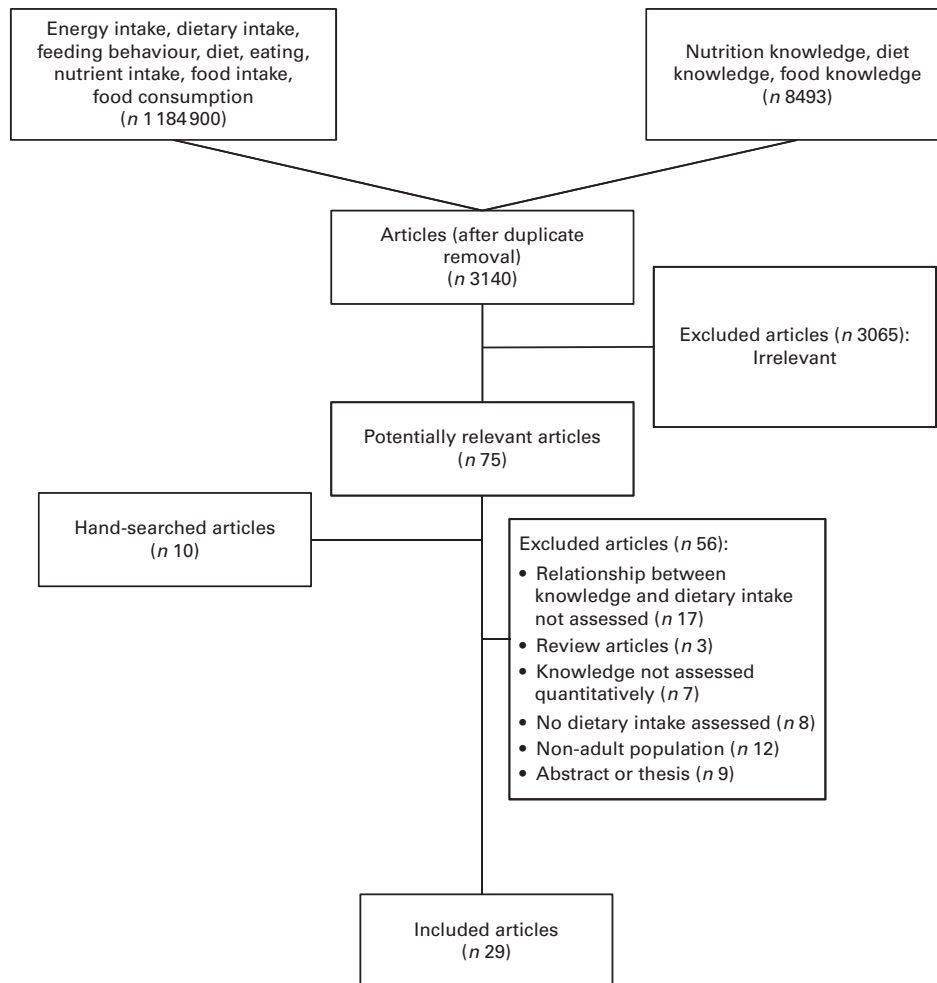 Energy intake, dietary intake,
feeding behaviour, diet, eating,
nutrient intake, food intake,
food consumption
(n 1 184 900)
Nutrition knowledge, diet
knowledge, food knowledge
(n 8493)
Articles (after duplicate
removal)
(n 3140)
Excluded articles (n 3065):
Irrelevant
Potentially relevant articles
(n 75)
Hand-searched articles
(n 10)
Excluded articles (n 56):
• Relationship between
knowledge and dietary intake
not assessed (n 17)
• Review articles (n 3)
• Knowledge not assessed
quantitatively (n 7)
• No dietary intake assessed (n 8)
• Non-adult population (n 12)
• Abstract or thesis (n 9)
Included articles
(n 29)